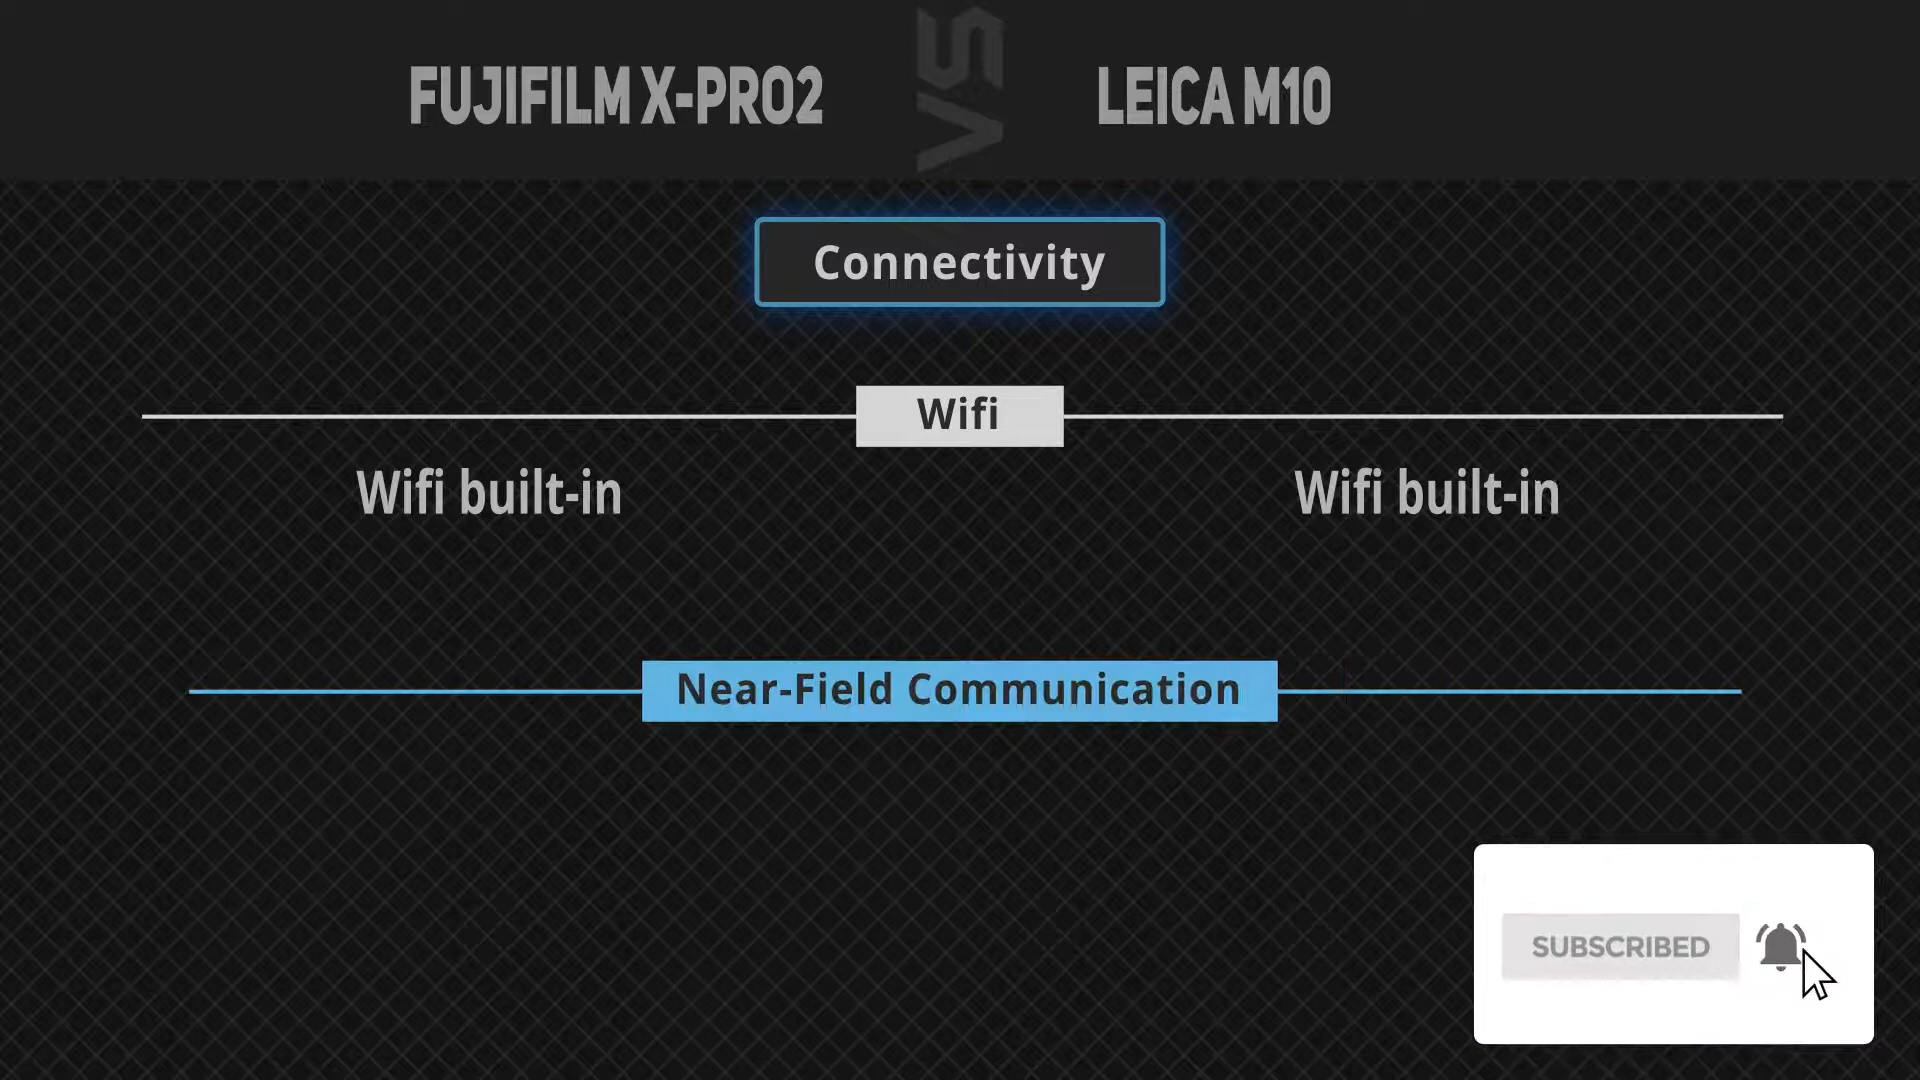 FUJIFILM X-PRO2
VS
LEICA M10
Connectivity
Wifi
Wifi built-in
Wifi built-in
Near-Field Communication
SUBSCRIBED